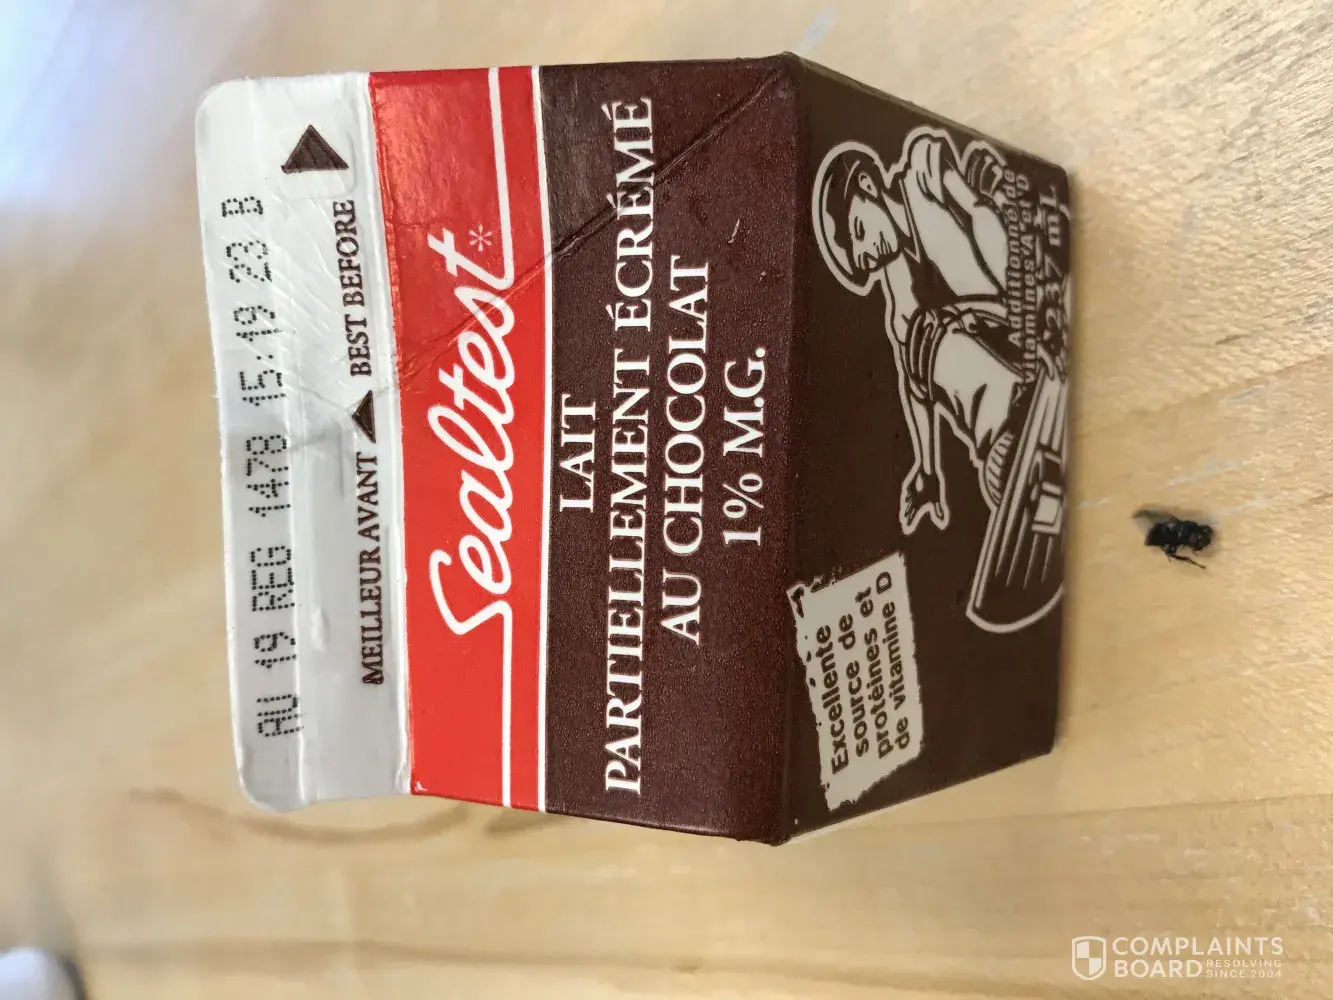 AU 19 REG 1478 15:19 23 B
MEILLEUR AVANT ▲ BEST BEFORE
Sealtest*
LAIT
PARTIELLEMENT ÉCRÉMÉ
AU CHOCOLAT
1% M.G.
Excellente
source de
protéines et
de vitamine D
Additionné de
vitamines A et D
237 mL
COMPLAINTS
BOARD RESOLVING
SINCE 2004